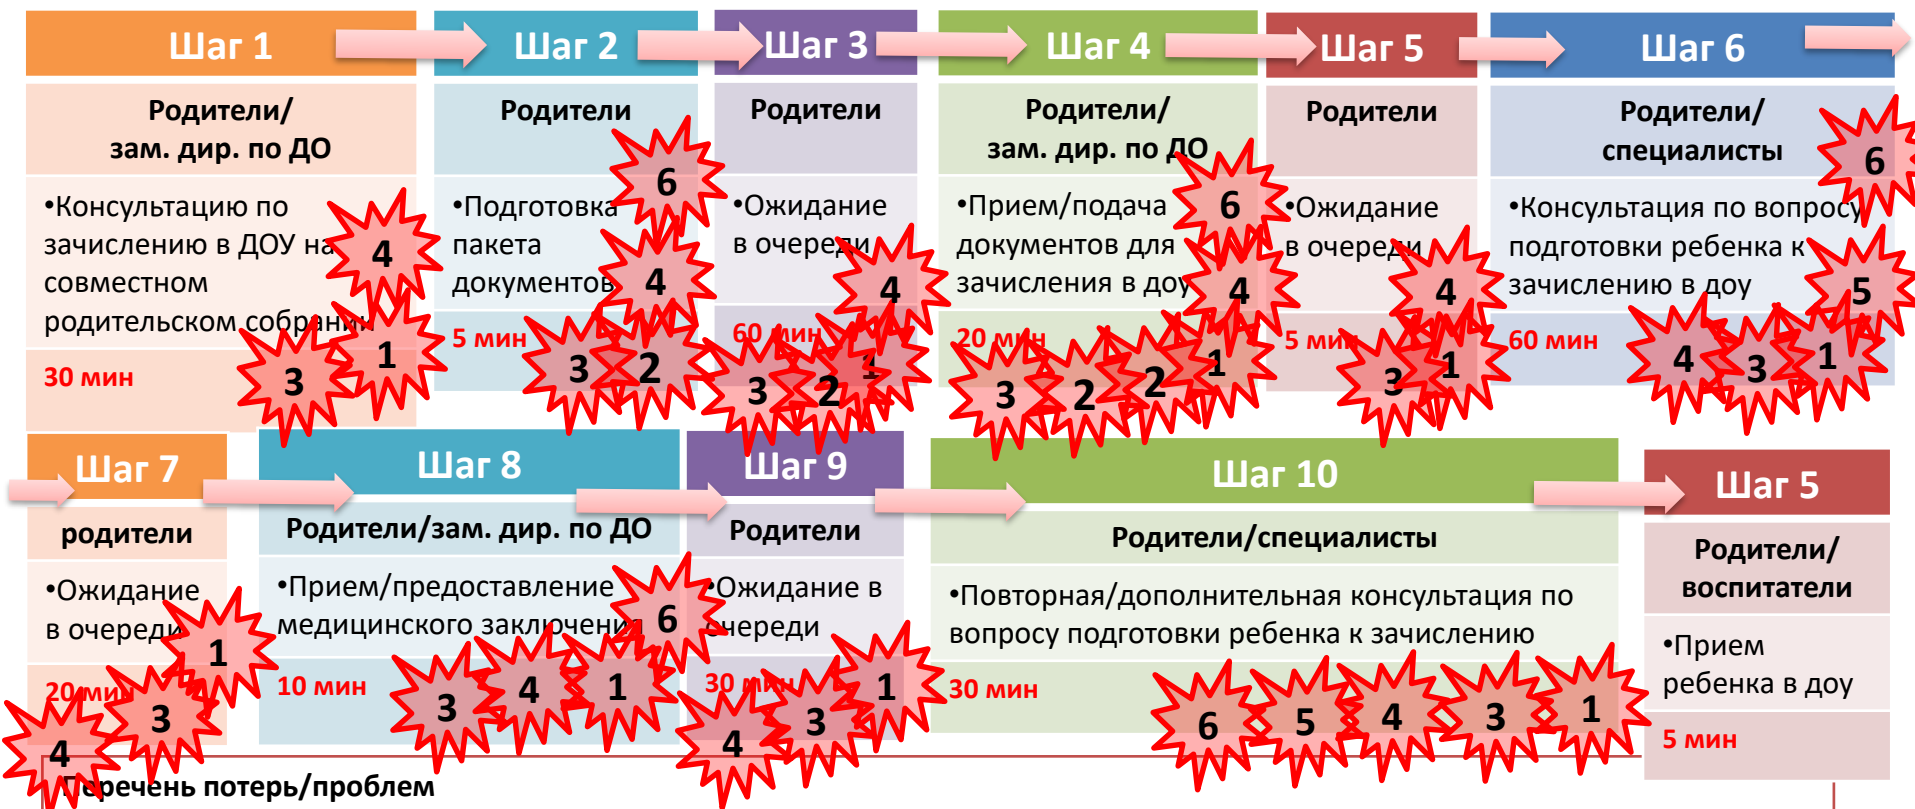 Шаг 1
Шаг 2
Шаг 3
Шаг 4
Шаг 5
Шаг 6
Родители/
зам. дир. по ДО
Родители
Родители
Родители/
зам. дир. по ДО
Родители
Родители/
специалисты
•Консультацию по
зачислению в ДОУ на
совместном
родительском собрании
30 мин
4
1
3
•Подготовка
пакета
документов
5 мин
6
4
3
2
•Ожидание
в очереди
60 мин
4
3
2
1
•Прием/подача
документов для
зачисления в доу
20 мин
6
4
3
2
2
1
•Ожидание
в очереди
5 мин
4
3
1
•Консультация по вопросу
подготовки ребенка к
зачислению в доу
60 мин
6
5
4
3
1
Шаг 7
Шаг 8
Шаг 9
Шаг 10
Шаг 5
родители
Родители/зам. дир. по ДО
Родители
Родители/специалисты
Родители/
воспитатели
•Ожидание
в очереди
20 мин
1
3
4
•Прием/предоставление
медицинского заключения
10 мин
6
3
4
1
•Ожидание в
очереди
30 мин
4
3
1
•Повторная/дополнительная консультация по
вопросу подготовки ребенка к зачислению
30 мин
6
5
4
3
1
•Прием
ребенка в доу
5 мин
Перечень потерь/проблем